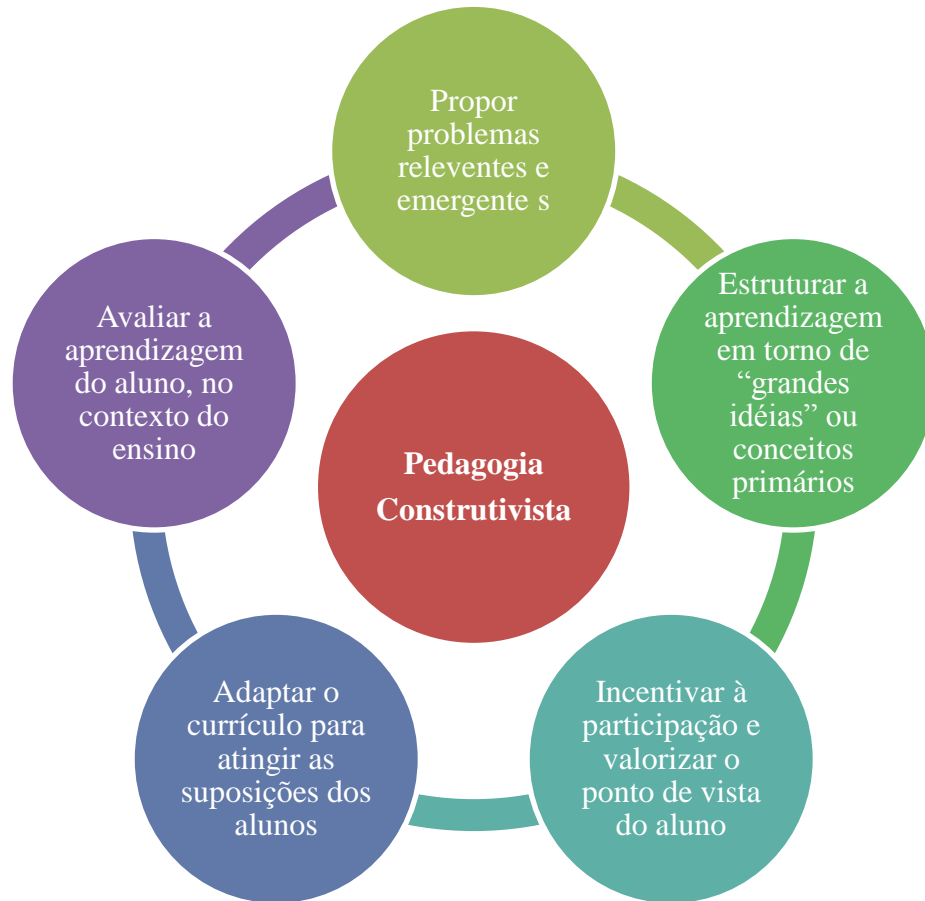 Propor
problemas
releventes e
emergente s
Estruturar a
aprendizagem
em torno de
“grandes
idéias” ou
conceitos
primários
Incentivar à
participação e
valorizar o
ponto de vista
do aluno
Adaptar o
currículo para
atingir as
suposições dos
alunos
Avaliar a
aprendizagem
do aluno, no
contexto do
ensino
Pedagogia
Construtivista